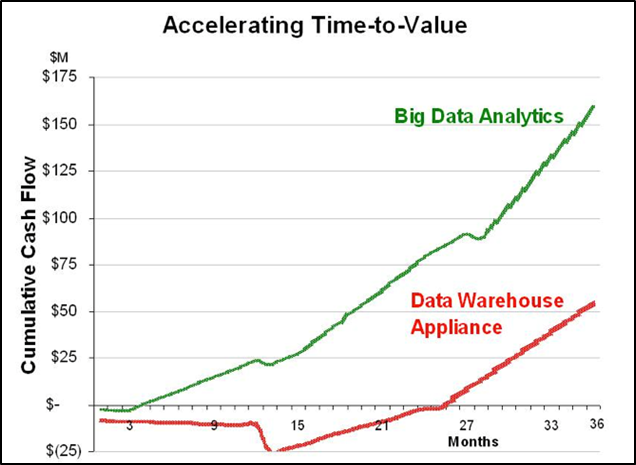 Accelerating Time-to-Value
$M
$175
$150
$125
$100
$75
$50
$25
$-
$(25)
Cumulative Cash Flow
Big Data Analytics
Data Warehouse
Appliance
3 9 15 21 27 33 36
Months